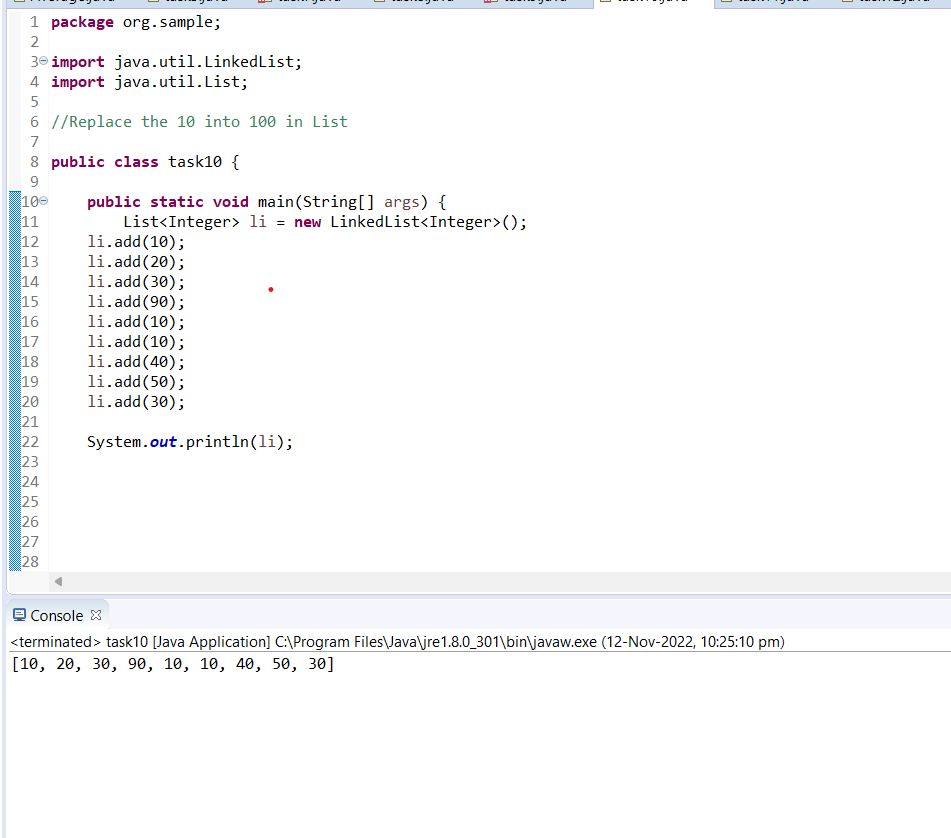 1 package org.sample;
2
3 import java.util.LinkedList;
4 import java.util.List;
5
6 //Replace the 10 into 100 in List
7
8 public class task10 {
9
10 public static void main(String[] args) {
11 List<Integer> li = new LinkedList<Integer>();
12 li.add(10);
13 li.add(20);
14 li.add(30);
15 li.add(90);
16 li.add(10);
17 li.add(10);
18 li.add(40);
19 li.add(50);
20 li.add(30);
21
22 System.out.println(li);
23
24
25
26
27
28
Console
<terminated> task10 [Java Application] C:\Program Files\Java\jre1.8.0_301\bin\javaw.exe (12-Nov-2022, 10:25:10 pm)
[10, 20, 30, 90, 10, 10, 40, 50, 30]